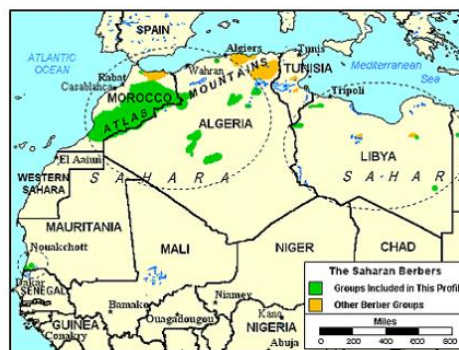 SPAIN
ATLANTIC
OCEAN
Algiers
Tunis
Mediterranean
Sea
Wahran
Rabat
Casablanca
TUNISIA
MOUNTAINS
MOROCCO
Tripoli
ATLAS
ALGERIA
LIBYA
El Aaiun
WESTERN
SAHARA
SAHARA
SAHAR
MAURITANIA
Nouakchott
MALI
NIGER
CHAD
Dakar
SENEGAL
Bamako
Niamey
Ouagadougou
Kano
GUINEA
Conakry
NIGERIA
Abuja
The Saharan Berbers
Groups Included in This Profile
Other Berber Groups
Miles
0 200 400 600 800